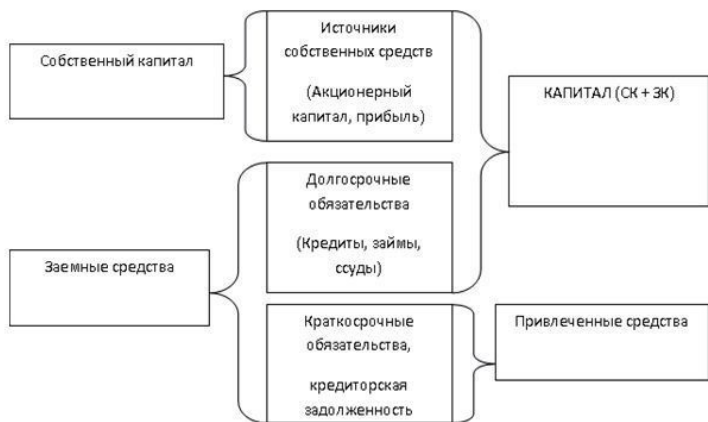 Собственный капитал
Источники
собственных средств
(Акционерный
капитал, прибыль)
КАПИТАЛ (СК + ЗК)
Долгосрочные
обязательства
(Кредиты, займы,
ссуды)
Заемные средства
Краткосрочные
обязательства,
кредиторская
задолженность
Привлеченные средства